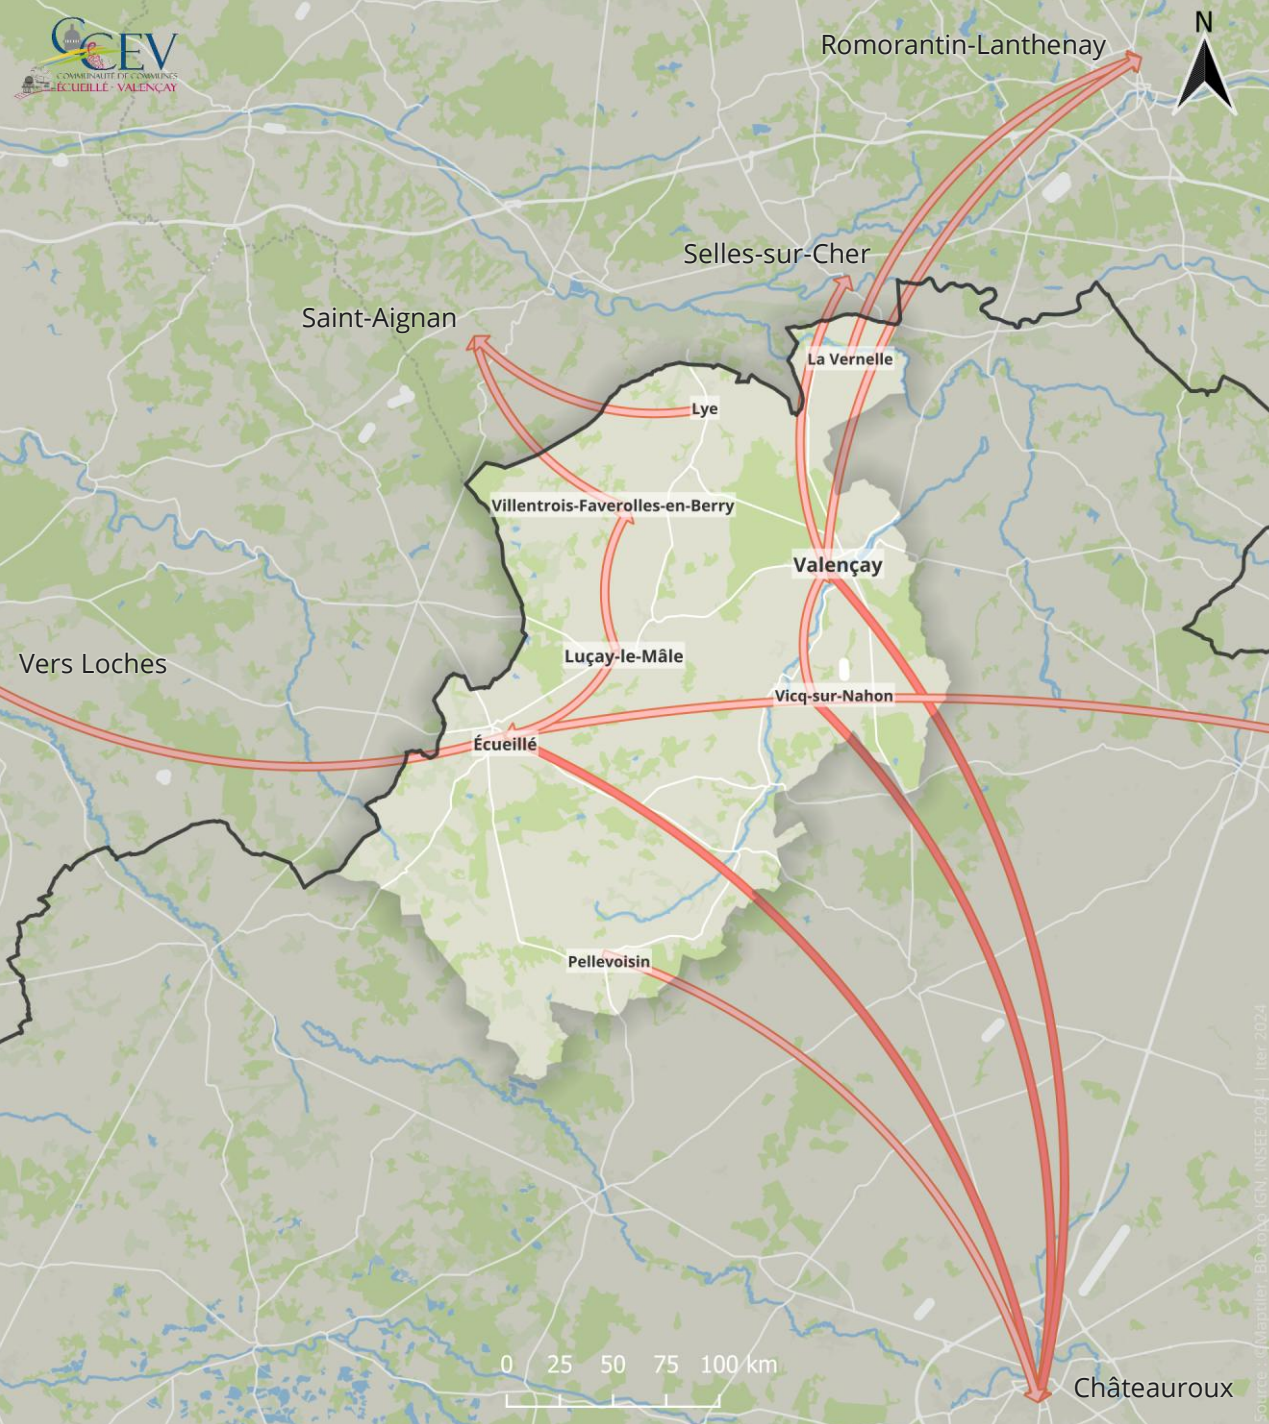 CCEV
COMMUNAUTÉ DE COMMUNES
ÉCUEILLÉ - VALENÇAY
N
Romorantin-Lanthenay
Selles-sur-Cher
Saint-Aignan
La Vernelle
Lye
Villentrois-Faverolles-en-Berry
Valençay
Luçay-le-Mâle
Vers Loches
Vicq-sur-Nahon
Écueillé
Pellevoisin
0 25 50 75 100 km
Châteauroux